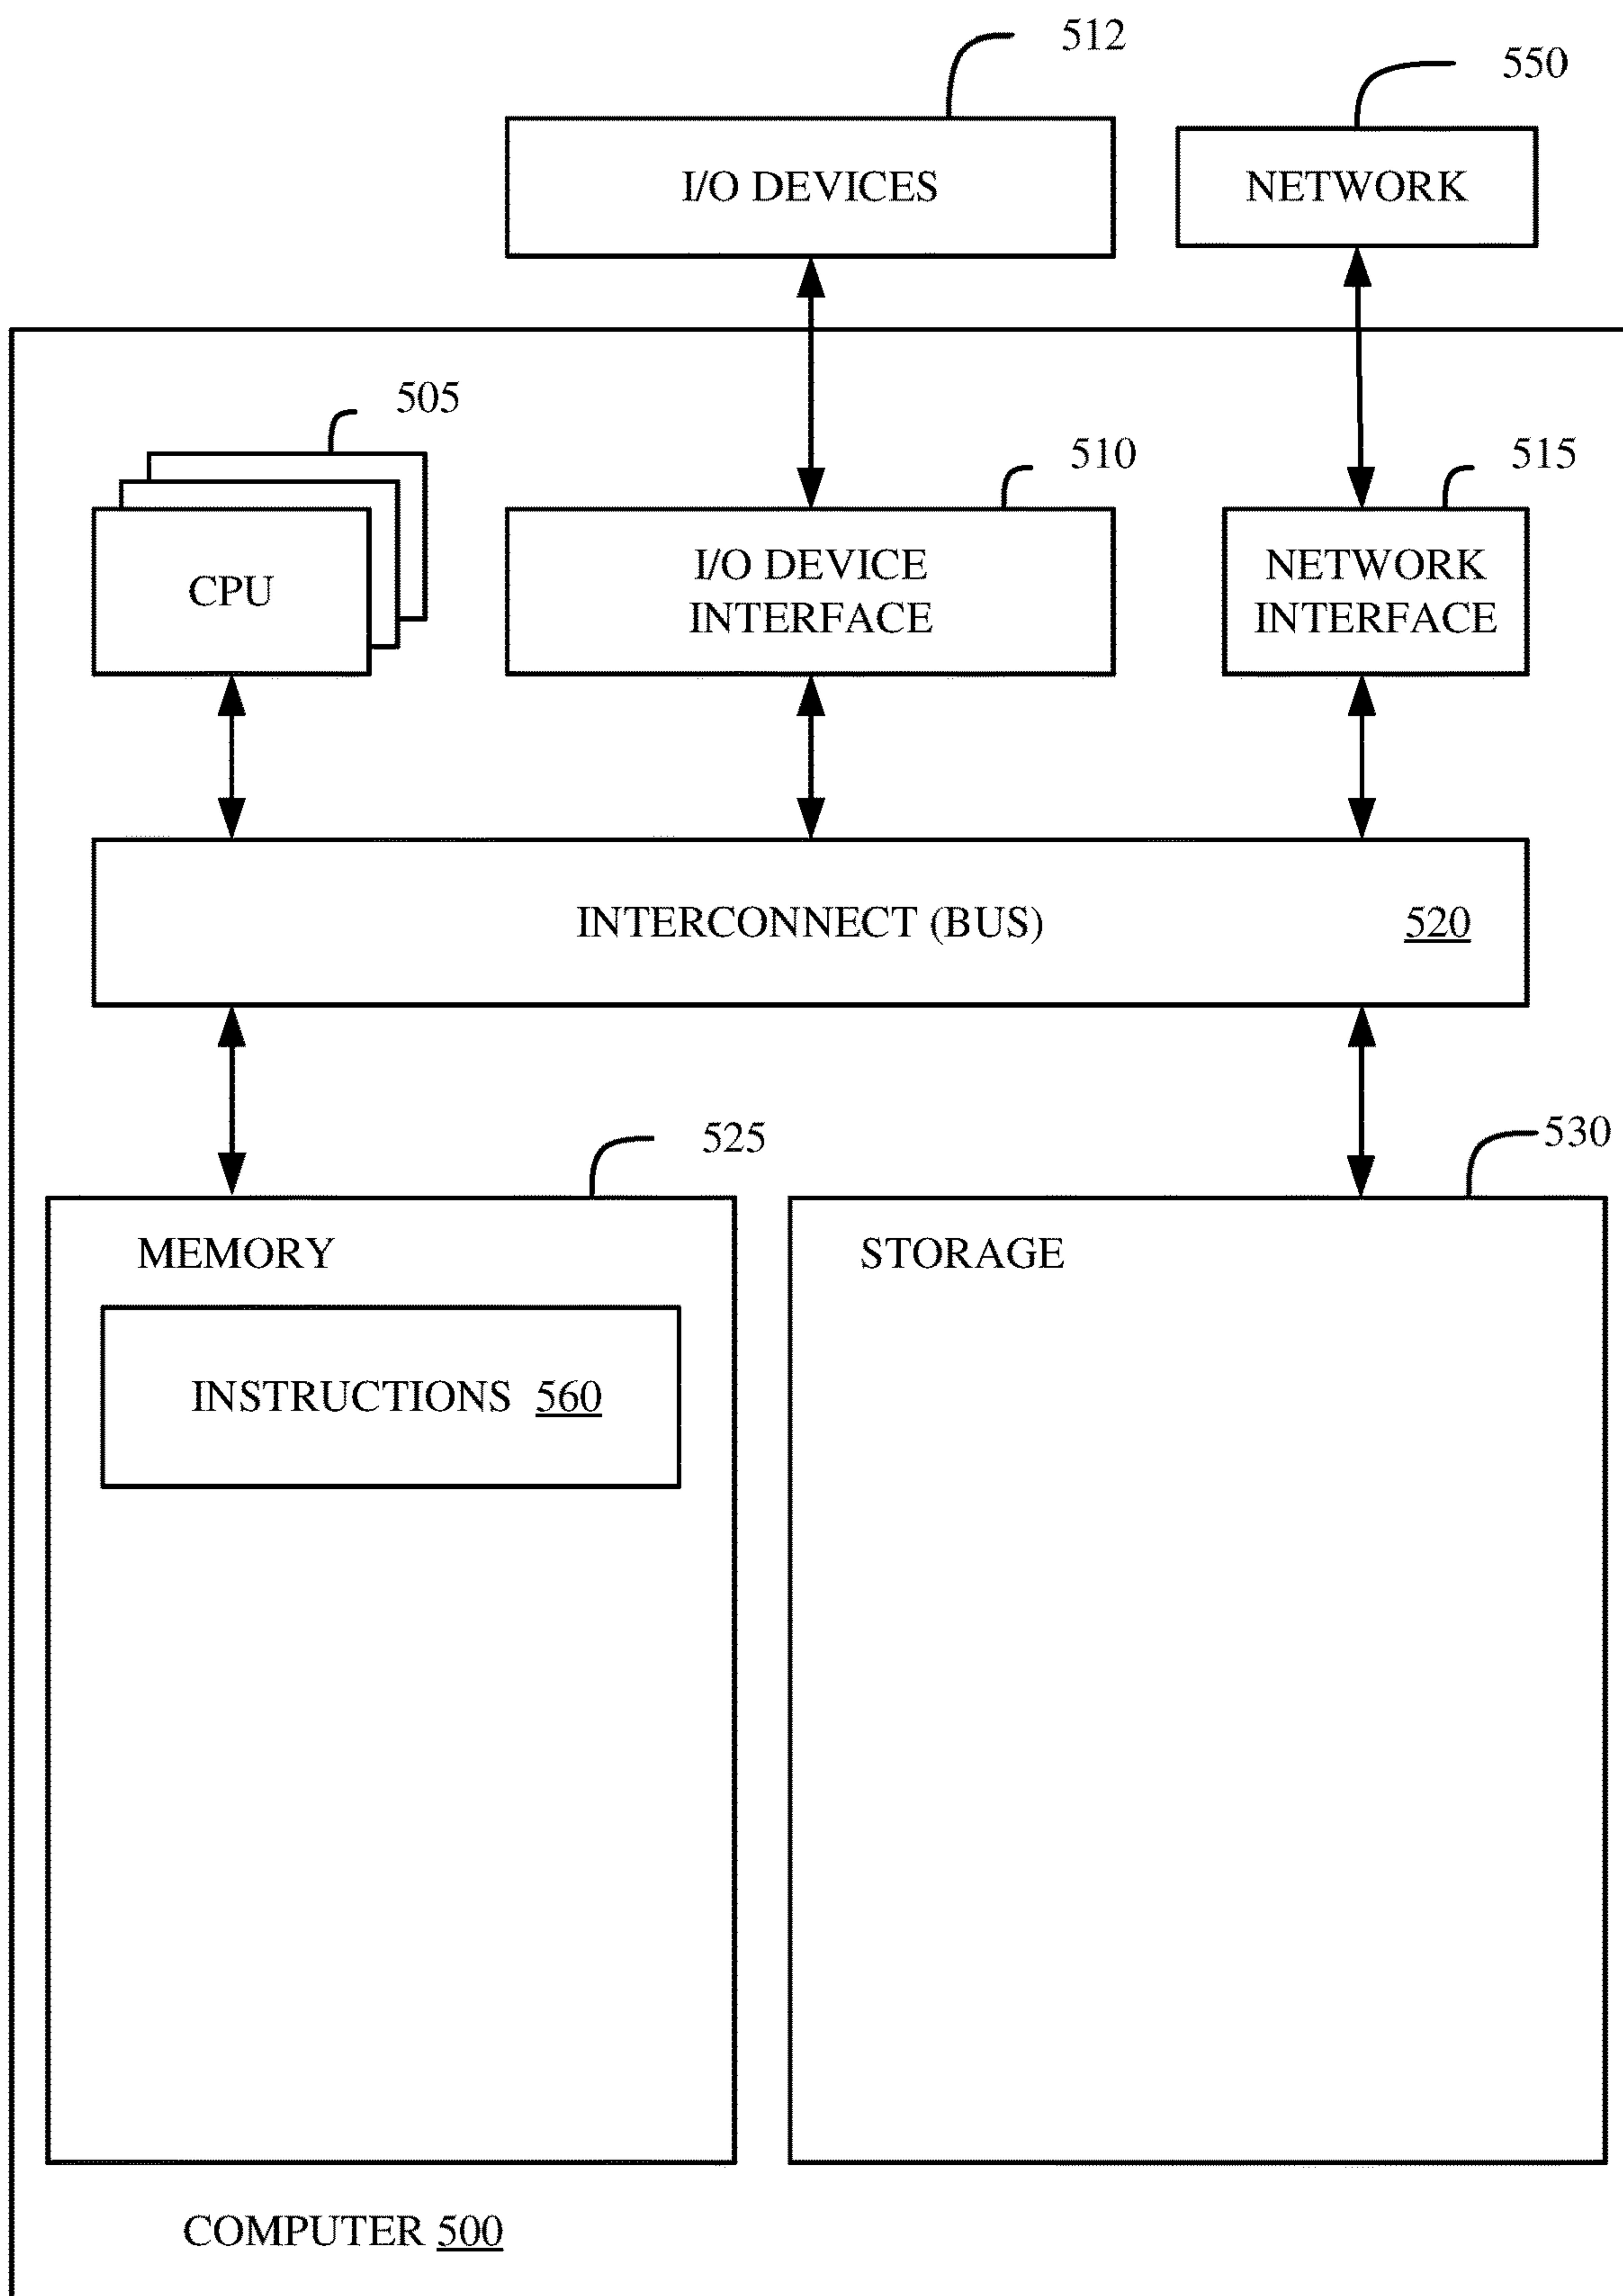 512
550
I/O DEVICES
NETWORK
505
510
515
CPU
I/O DEVICE
INTERFACE
NETWORK
INTERFACE
INTERCONNECT (BUS) 520
525
530
MEMORY
STORAGE
INSTRUCTIONS 560
COMPUTER 500